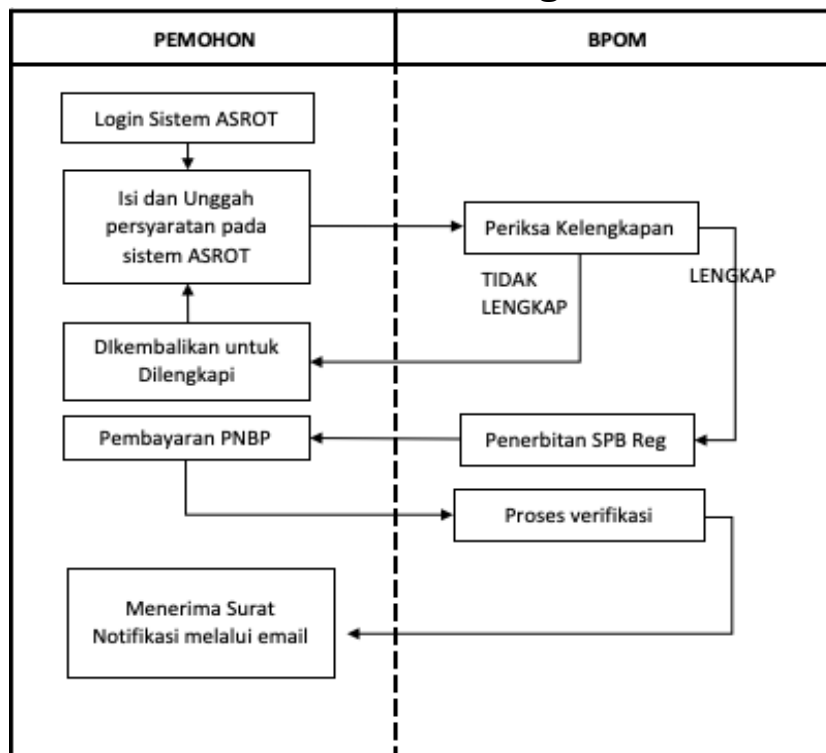 PEMOHON
BPOM
Login Sistem ASROT
Isi dan Unggah
persyaratan pada
sistem ASROT
Periksa Kelengkapan
TIDAK
LENGKAP
LENGKAP
DIkembalikan untuk
Dilengkapi
Pembayaran PNBP
Penerbitan SPB Reg
Proses verifikasi
Menerima Surat
Notifikasi melalui email